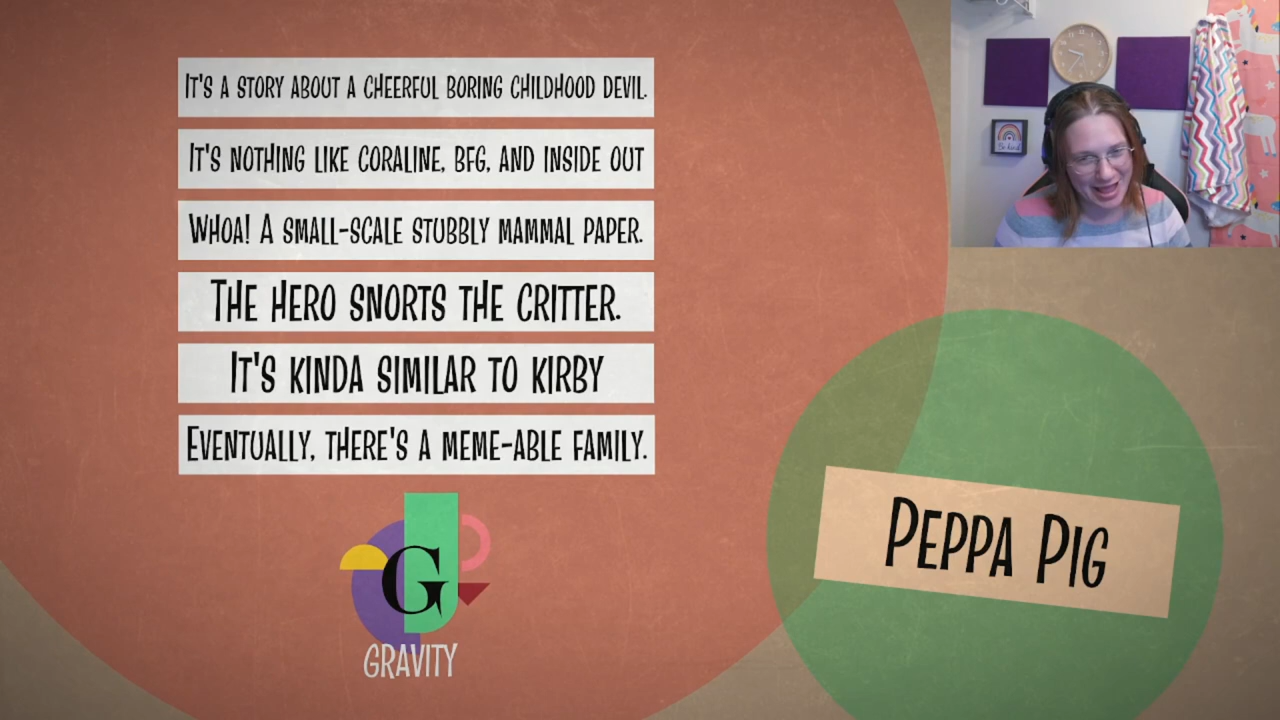 It's a story about a cheerful boring childhood devil.
It's nothing like Coraline, BFG, and Inside Out
Whoa! A small-scale stubbly mammal paper.
The hero snorts the critter.
It's kinda similar to Kirby
Eventually, there's a meme-able family.
G
GRAVITY
Peppa Pig
Be kind